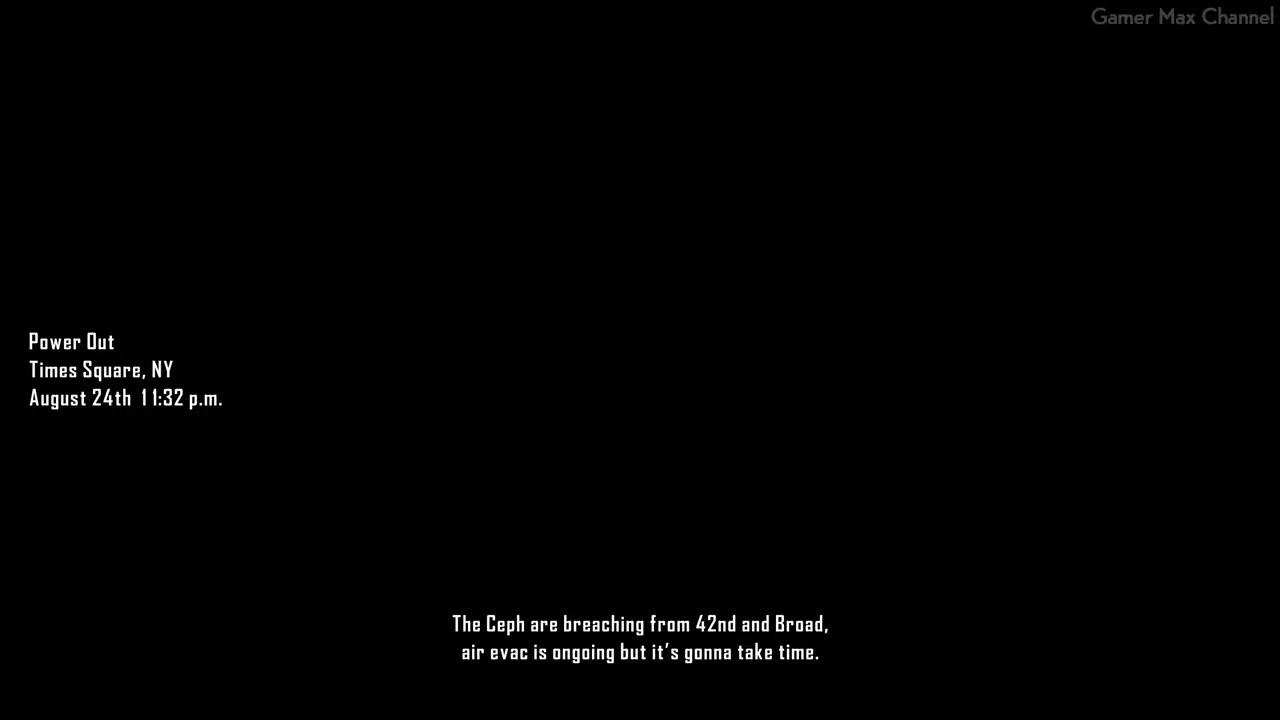 Gamer Max Channel
Power Out
Times Square, NY
August 24th 11:32 p.m.
The Ceph are breaching from 42nd and Broad,
air evac is ongoing but it's gonna take time.